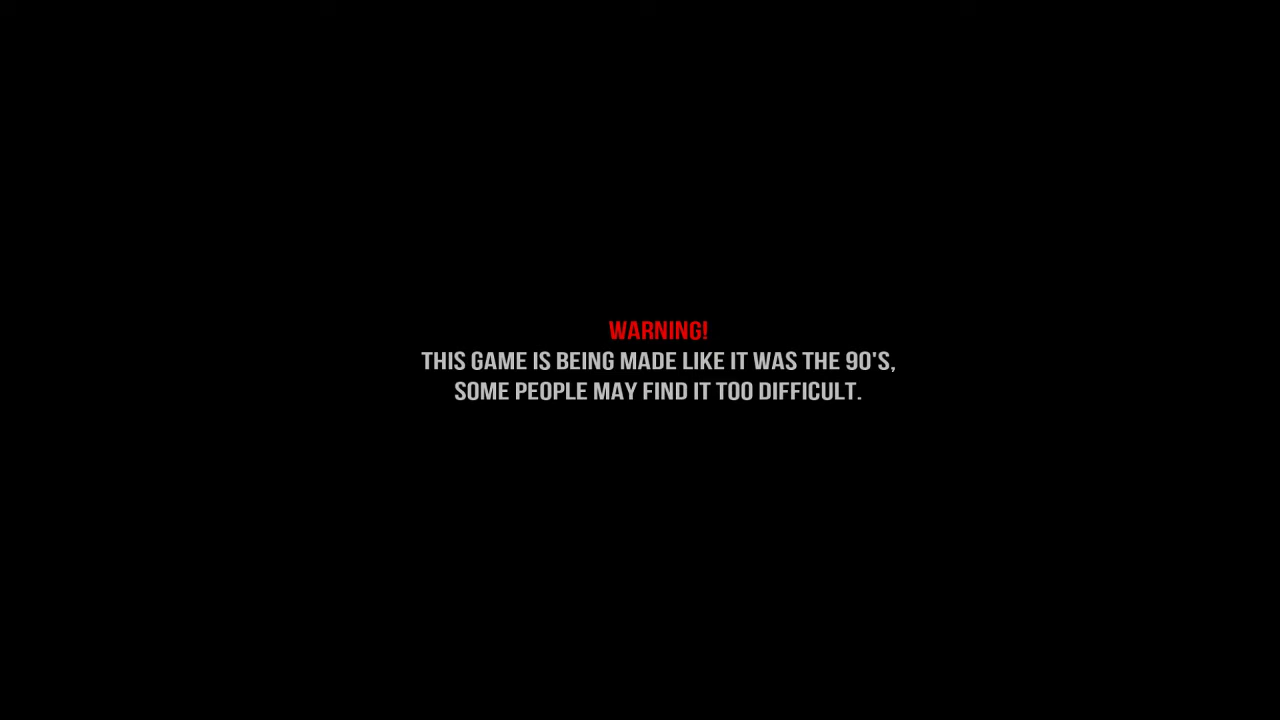 WARNING!
THIS GAME IS BEING MADE LIKE IT WAS THE 90'S,
SOME PEOPLE MAY FIND IT TOO DIFFICULT.